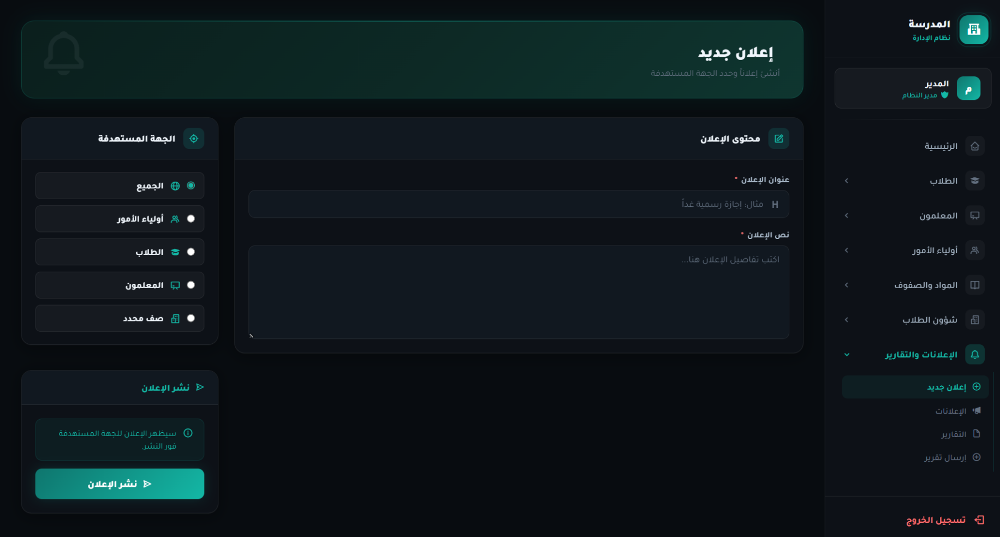 المدرسة
نظام الإدارة
م
المدير
مدير النظام
الرئيسية
الطلاب
المعلمون
أولياء الأمور
المواد والصفوف
شؤون الطلاب
الإعلانات والتقارير
إعلان جديد
الإعلانات
التقارير
إرسال تقرير
تسجيل الخروج
إعلان جديد
أنشئ إعلاناً وحدد الجهة المستهدفة
محتوى الإعلان
عنوان الإعلان *
H مثال: إجازة رسمية غداً
نص الإعلان *
اكتب تفاصيل الإعلان هنا...
الجهة المستهدفة
الجميع
أولياء الأمور
الطلاب
المعلمون
صف محدد
نشر الإعلان
سيظهر الإعلان للجهة المستهدفة
فور النشر.
نشر الإعلان